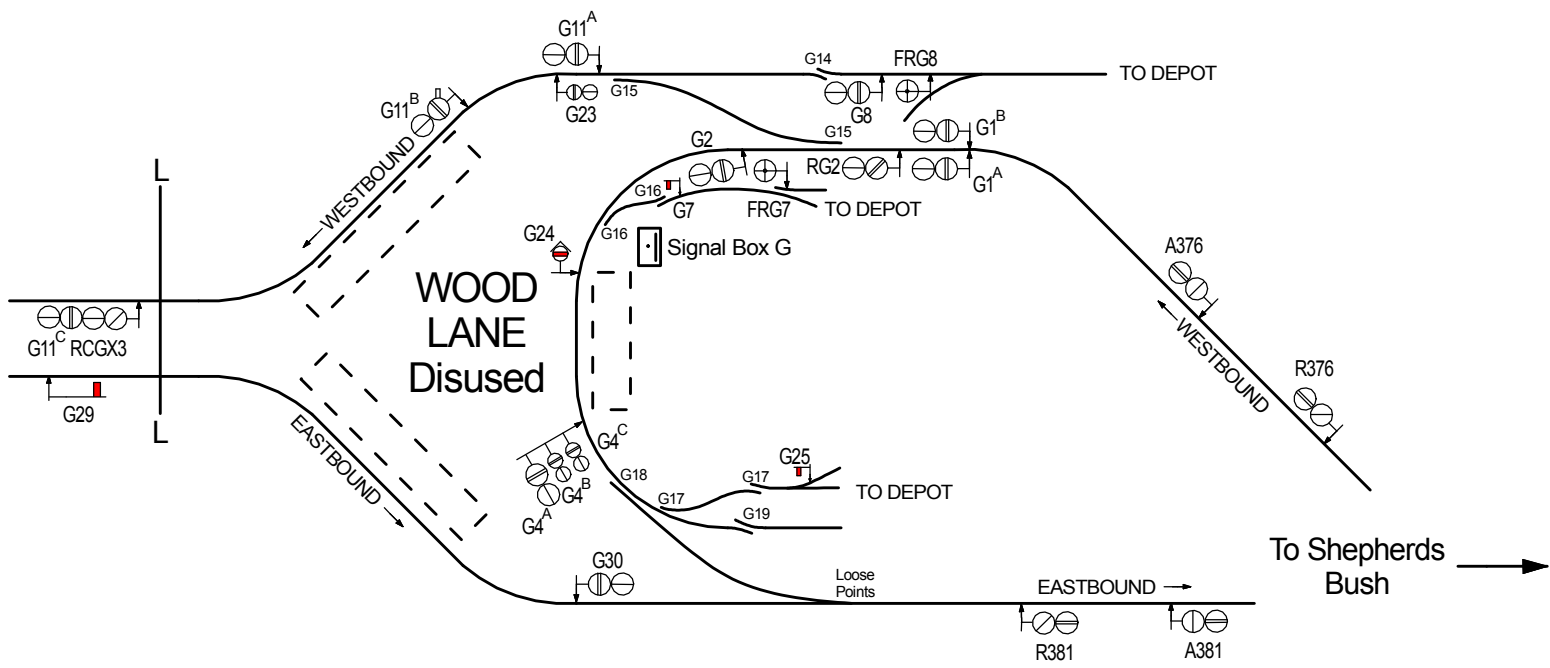 G11A
G14
FRG8
TO DEPOT
G11B
G23
G15
G8
G15
G1B
G2
RG2
G1A
WESTBOUND
G16
G7
FRG7
TO DEPOT
G16
L
G24
Signal Box G
A376
WOOD
LANE
Disused
WESTBOUND
G11C RCGX3
R376
G29
L
EASTBOUND
G4C
G25
G18
G17
G4B
G17
TO DEPOT
G4A
G19
To Shepherds
Bush
G30
Loose
Points
EASTBOUND
R381
A381